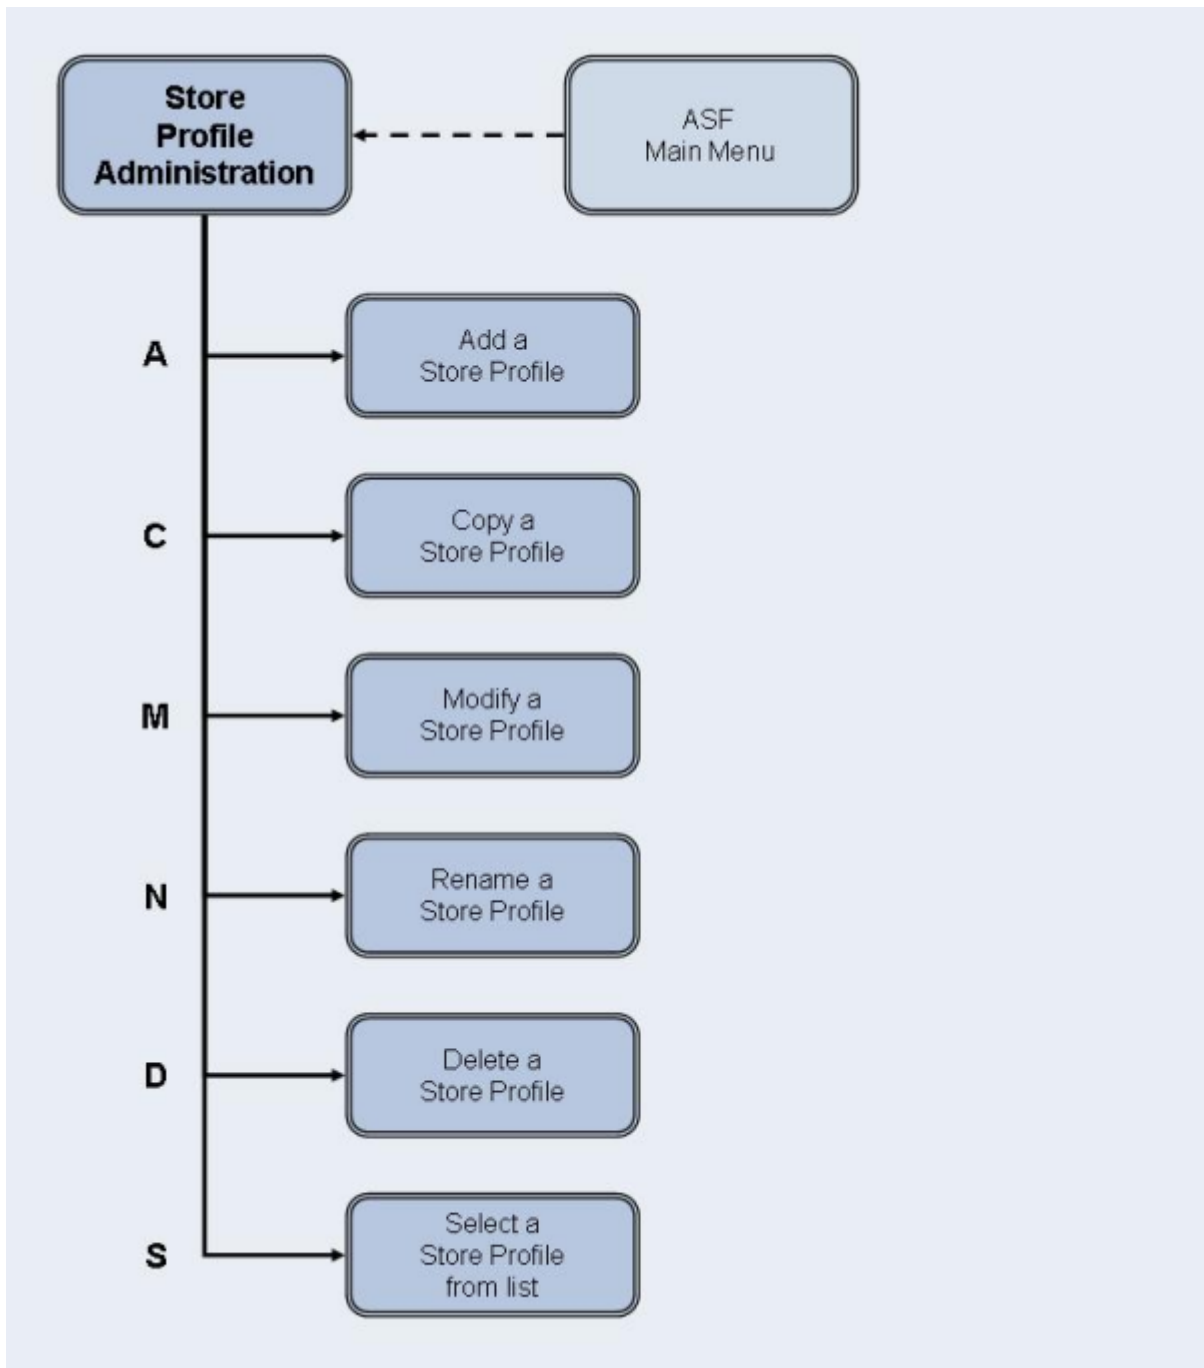 Store
Profile
Administration
ASF
Main Menu
A
Add a
Store Profile
C
Copy a
Store Profile
M
Modify a
Store Profile
N
Rename a
Store Profile
D
Delete a
Store Profile
S
Select a
Store Profile
from list